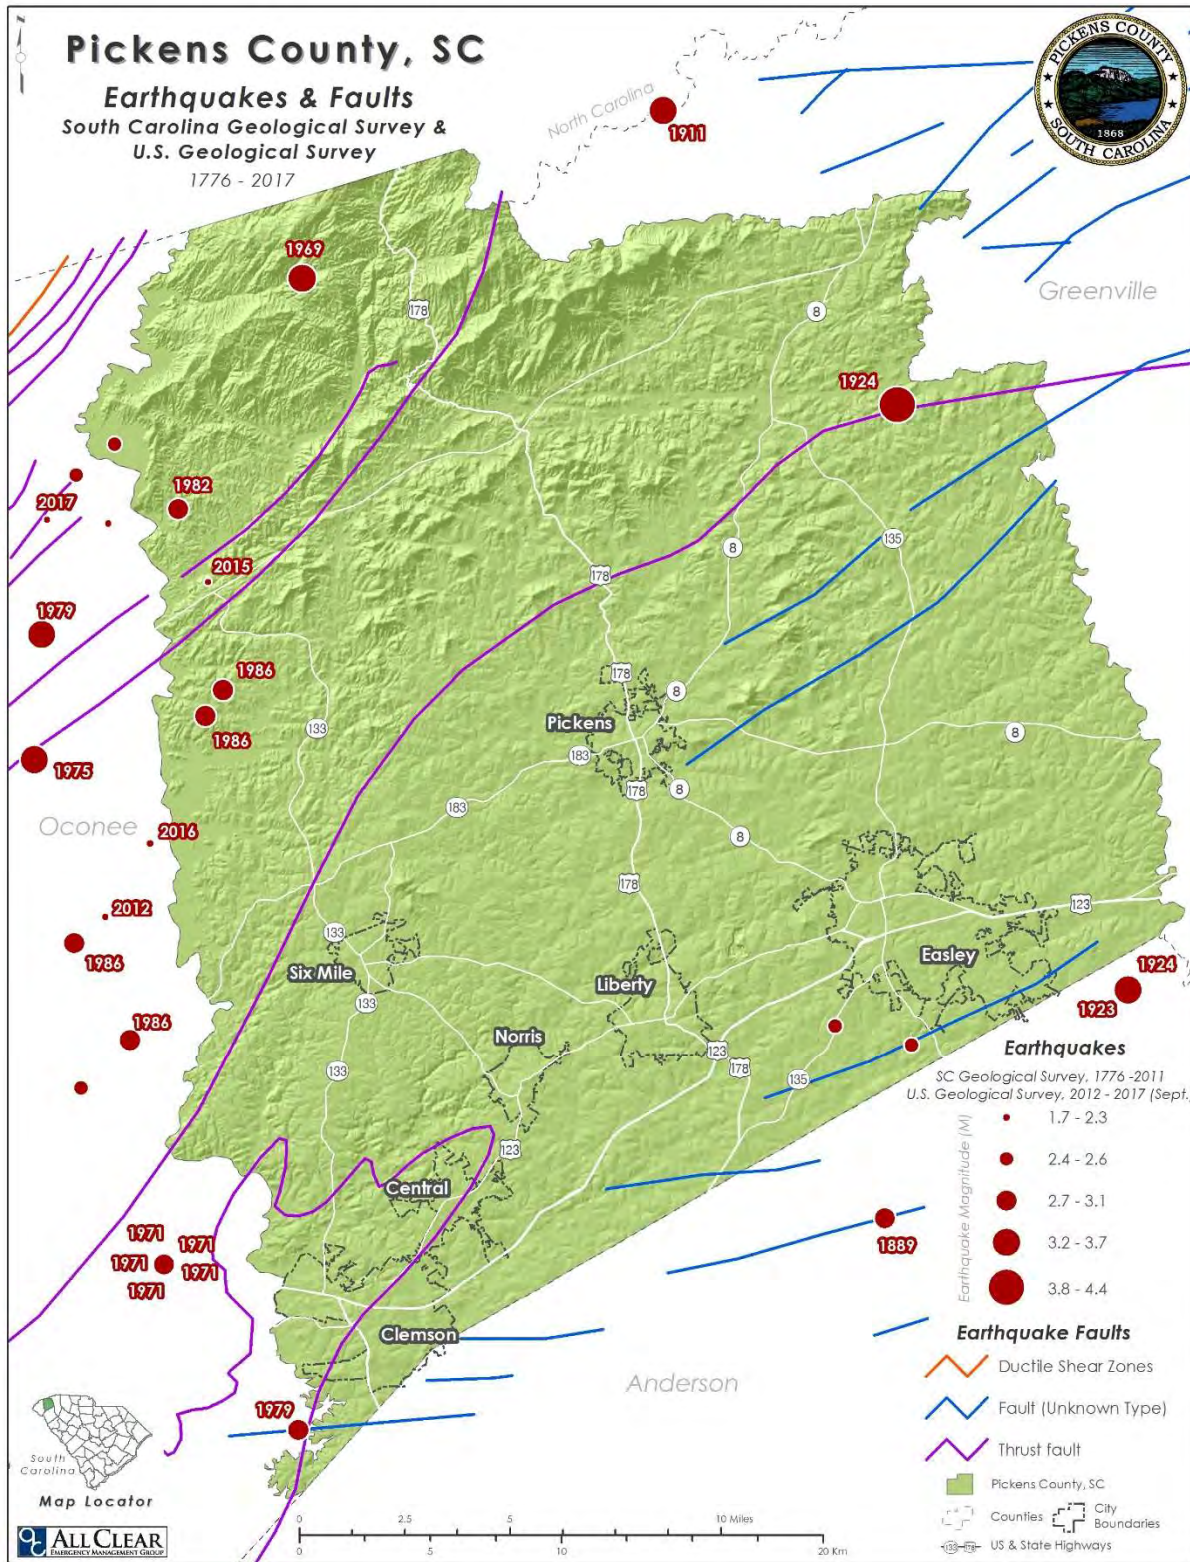 N
Pickens County, SC
Earthquakes & Faults
South Carolina Geological Survey &
U.S. Geological Survey
1776 - 2017
PICKENS COUNTY
1868
SOUTH CAROLINA
North Carolina
1911
1969
178
8
Greenville
1924
1982
2017
135
8
2015
178
1979
1986
178
8
Pickens
1986
133
8
183
1975
178
8
183
Oconee
2016
8
178
2012
123
133
1986
Easley
Six Mile
Liberty
1924
133
1923
1986
Norris
123
178
133
135
Earthquakes
SC Geological Survey, 1776 -2011
U.S. Geological Survey, 2012 - 2017 (Sept.)
Earthquake Magnitude (M)
1.7 - 2.3
2.4 - 2.6
2.7 - 3.1
3.2 - 3.7
3.8 - 4.4
123
Central
1971
1971
1971
1971
1971
1889
Clemson
Anderson
1979
Earthquake Faults
Ductile Shear Zones
Fault (Unknown Type)
Thrust fault
Pickens County, SC
Counties
City
Boundaries
133 178 US & State Highways
South
Carolina
Map Locator
ALL CLEAR
EMERGENCY MANAGEMENT GROUP
0 2.5 5 10 Miles
0 5 10 20 Km